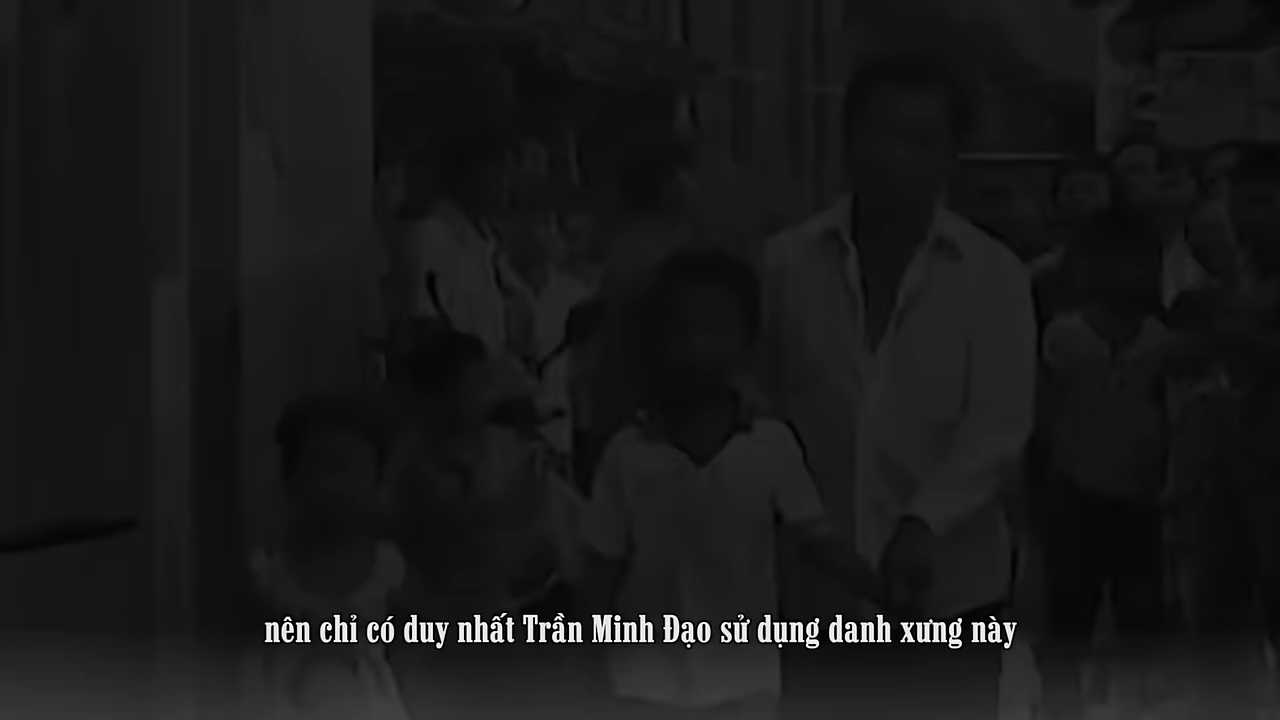 nên chỉ có duy nhất Trần Minh Đạo sử dụng danh xưng này